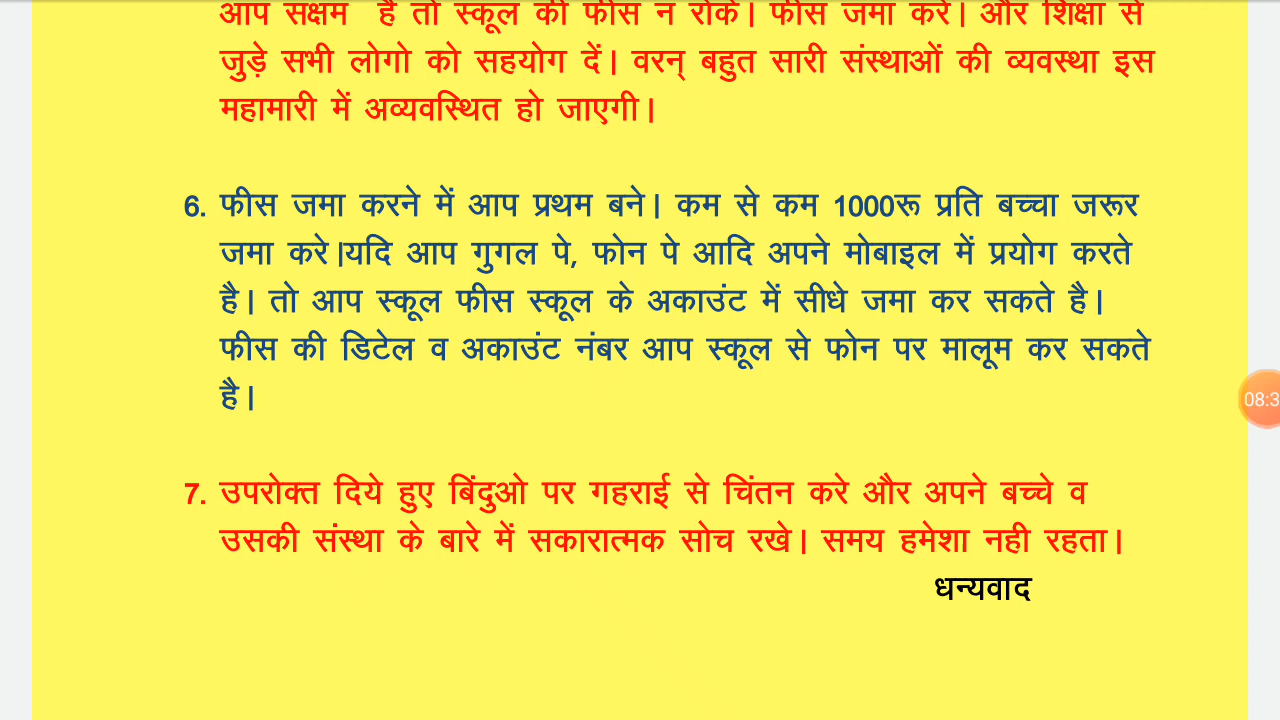 आप सक्षम है तो स्कूल की फीस न रोकें। फीस जमा करें। और शिक्षा से
जुड़े सभी लोगो को सहयोग दें। वरन् बहुत सारी संस्थाओं की व्यवस्था इस
महामारी में अव्यवस्थित हो जाएगी।
6. फीस जमा करने में आप प्रथम बने। कम से कम 1000रू प्रति बच्चा जरूर
जमा करे।यदि आप गुगल पे, फोन पे आदि अपने मोबाइल में प्रयोग करते
है। तो आप स्कूल फीस स्कूल के अकाउंट में सीधे जमा कर सकते है।
फीस की डिटेल व अकाउंट नंबर आप स्कूल से फोन पर मालूम कर सकते
है।
7. उपरोक्त दिये हुए बिंदुओ पर गहराई से चिंतन करे और अपने बच्चे व
उसकी संस्था के बारे में सकारात्मक सोच रखे। समय हमेशा नही रहता।
धन्यवाद
08:3